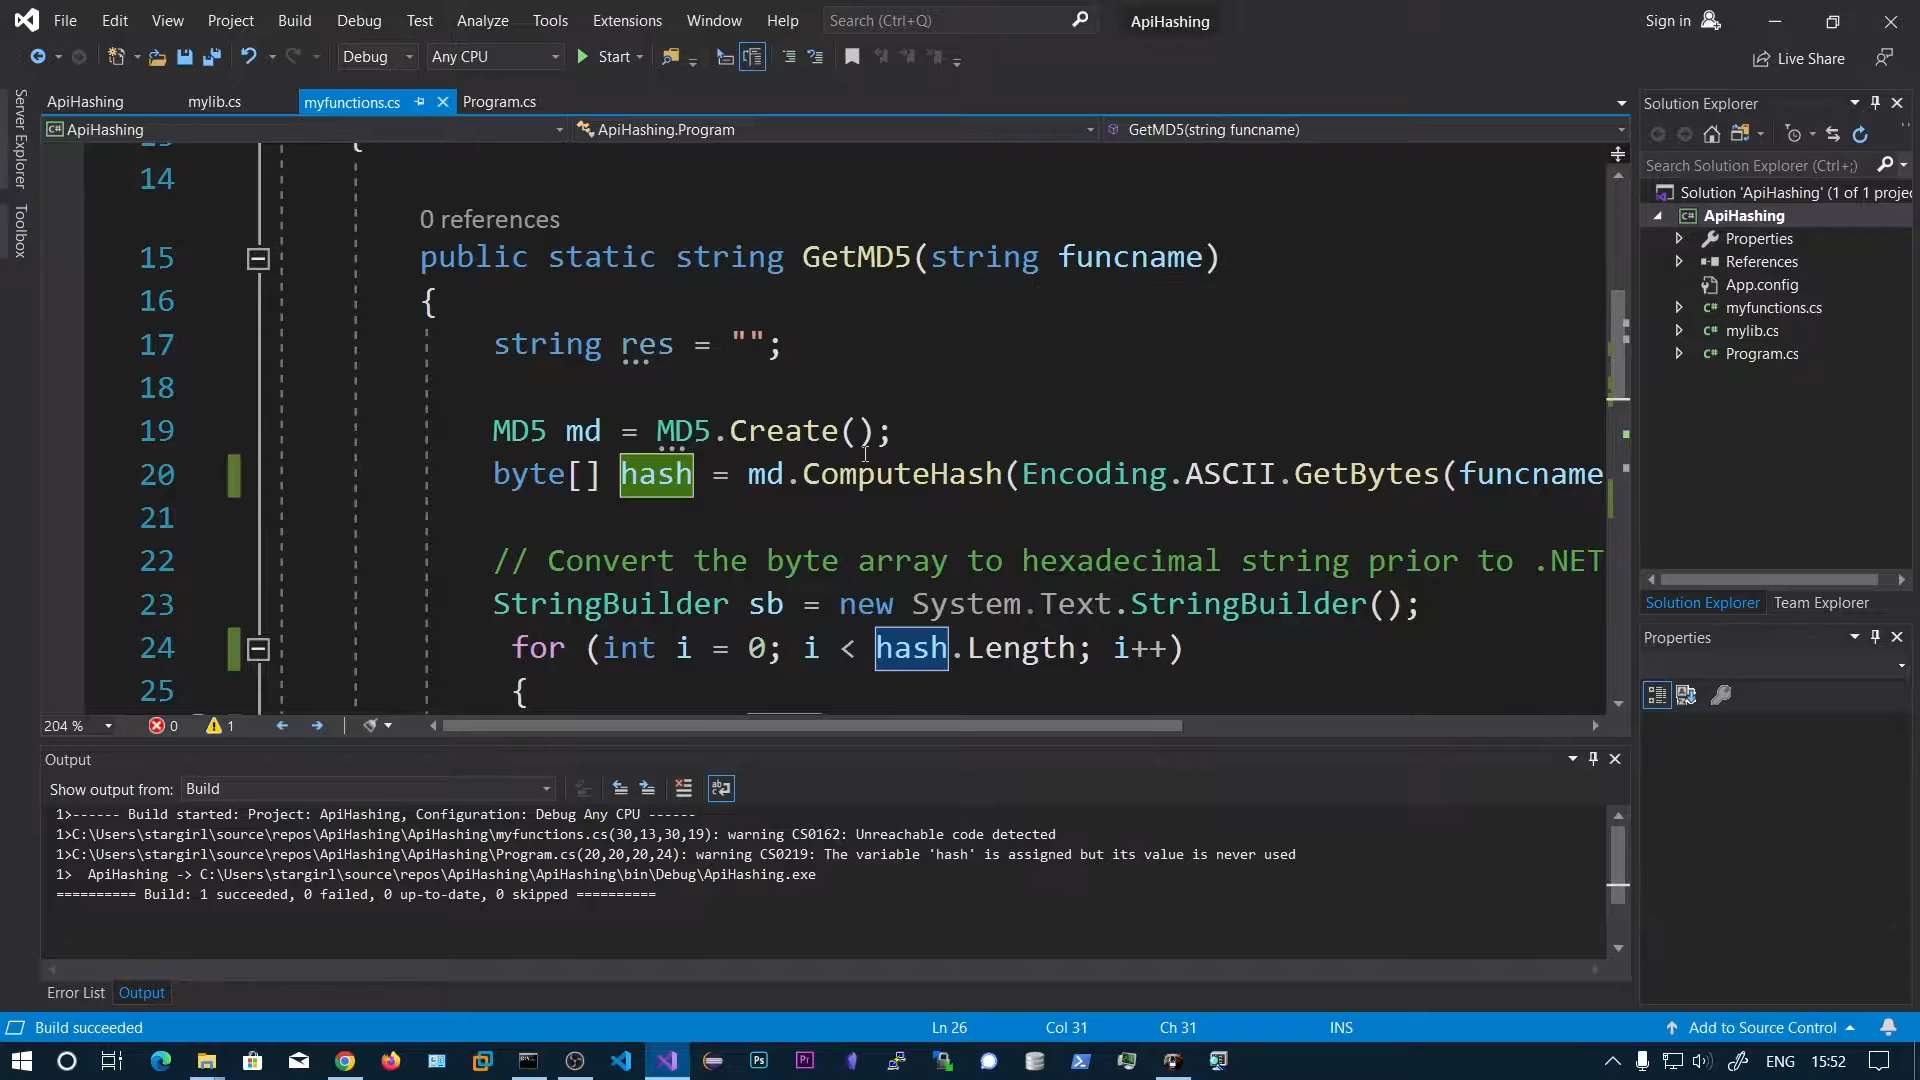 File Edit View Project Build Debug Test Analyze Tools Extensions Window Help Search (Ctrl+Q) ApiHashing Sign in
Debug Any CPU Start Live Share
ApiHashing mylib.cs myfunctions.cs Program.cs
ApiHashing ApiHashing.Program GetMD5(string funcname)
Server Explorer
Toolbox
14
0 references
15 public static string GetMD5(string funcname)
16 {
17 string res = "";
18
19 MD5 md = MD5.Create();
20 byte[] hash = md.ComputeHash(Encoding.ASCII.GetBytes(funcname
21
22 // Convert the byte array to hexadecimal string prior to .NET
23 StringBuilder sb = new System.Text.StringBuilder();
24 for (int i = 0; i < hash.Length; i++)
25 {
204 % 0 1
Output
Show output from: Build
1>------ Build started: Project: ApiHashing, Configuration: Debug Any CPU ------
1>C:\Users\stargirl\source\repos\ApiHashing\ApiHashing\myfunctions.cs(30,13,30,19): warning CS0162: Unreachable code detected
1>C:\Users\stargirl\source\repos\ApiHashing\ApiHashing\Program.cs(20,20,20,24): warning CS0219: The variable 'hash' is assigned but its value is never used
1>  ApiHashing -> C:\Users\stargirl\source\repos\ApiHashing\ApiHashing\bin\Debug\ApiHashing.exe
========== Build: 1 succeeded, 0 failed, 0 up-to-date, 0 skipped ==========
Error List Output
Solution Explorer
Search Solution Explorer (Ctrl+;)
Solution 'ApiHashing' (1 of 1 projec
ApiHashing
Properties
References
App.config
myfunctions.cs
mylib.cs
Program.cs
Solution Explorer Team Explorer
Properties
Build succeeded Ln 26 Col 31 Ch 31 INS Add to Source Control
Ps Pr ENG 15:52